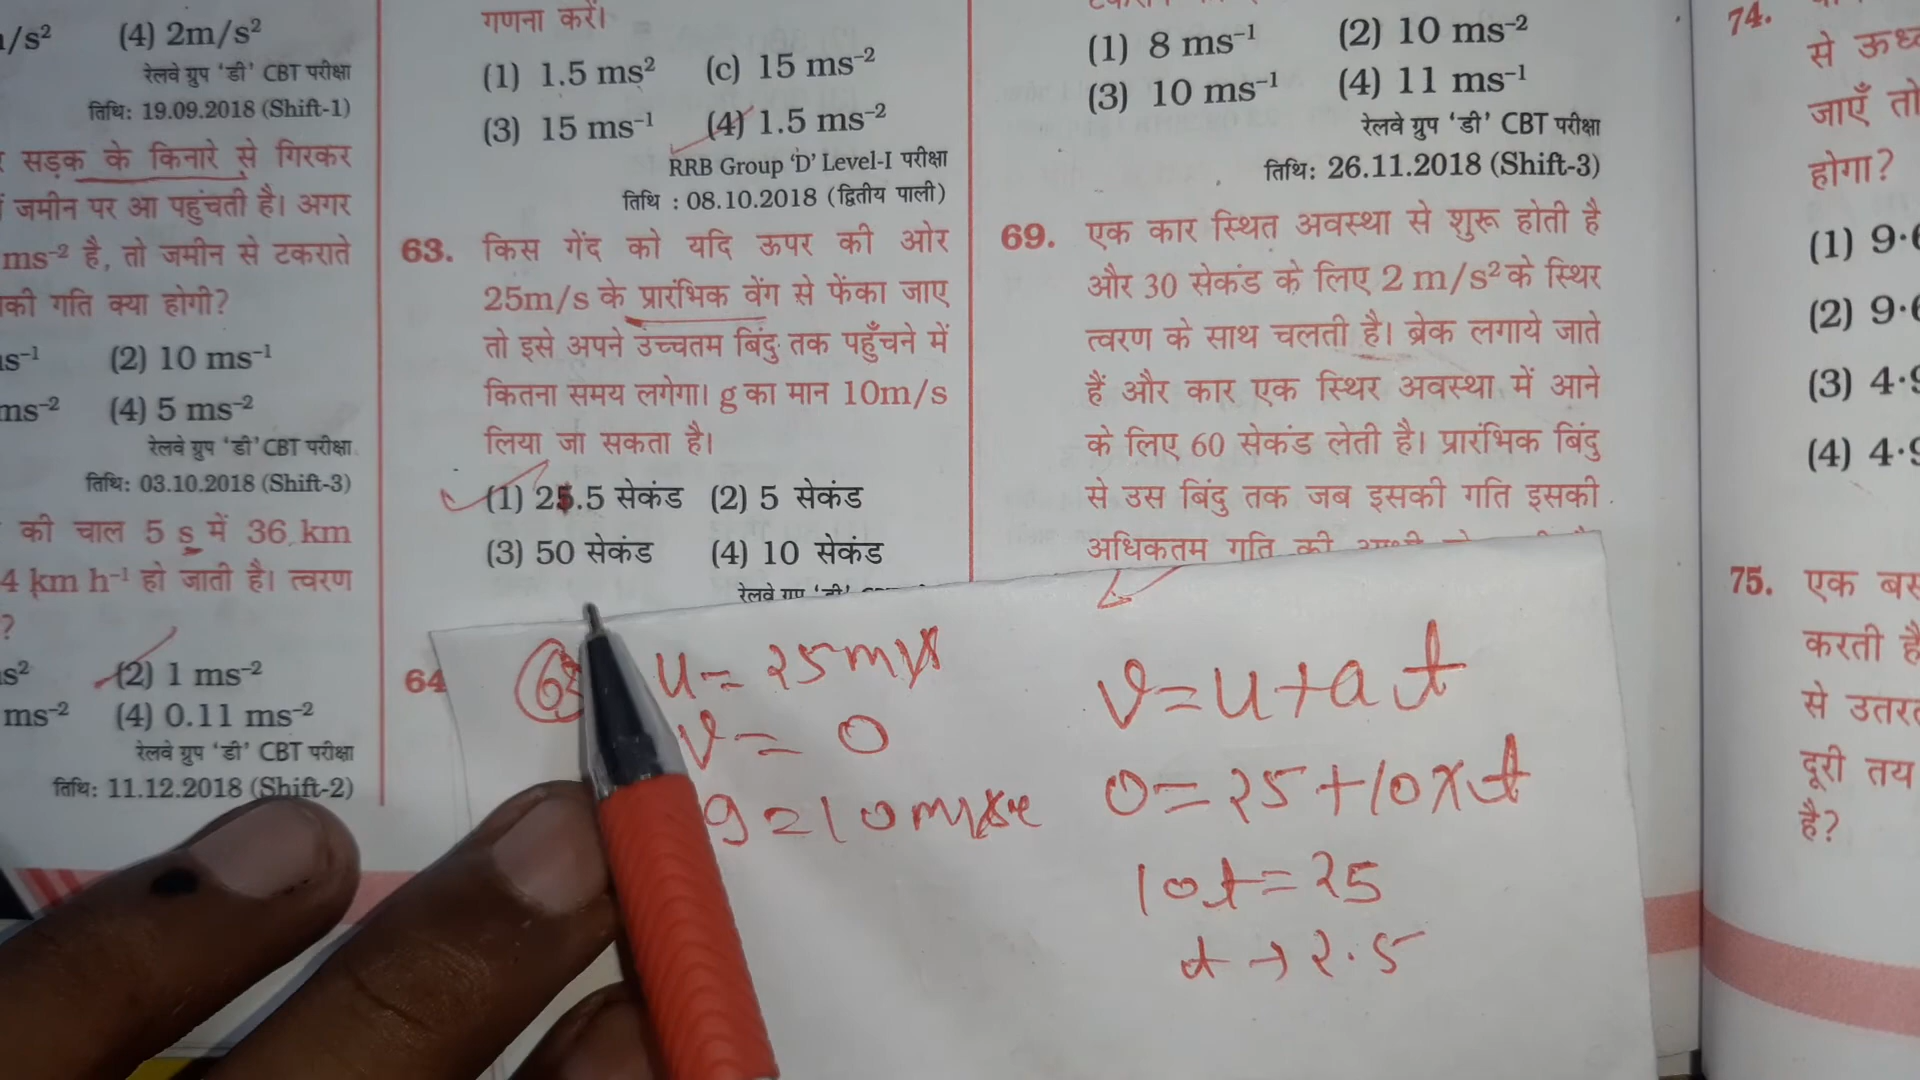 /s² (4) 2m/s²
रेलवे ग्रुप 'डी' CBT परीक्षा
तिथि: 19.09.2018 (Shift-1)
सड़क के किनारे से गिरकर
जमीन पर आ पहुंचती है। अगर
ms⁻² है, तो जमीन से टकराते
की गति क्या होगी?
s⁻¹ (2) 10 ms⁻¹
ms⁻² (4) 5 ms⁻²
रेलवे ग्रुप 'डी' CBT परीक्षा
तिथि: 03.10.2018 (Shift-3)
की चाल 5 s में 36 km
4 km h⁻¹ हो जाती है। त्वरण
?
s² (2) 1 ms⁻²
ms⁻² (4) 0.11 ms⁻²
रेलवे ग्रुप 'डी' CBT परीक्षा
तिथि: 11.12.2018 (Shift-2)
गणना करें।
(1) 1.5 ms² (c) 15 ms⁻²
(3) 15 ms⁻¹ (4) 1.5 ms⁻²
RRB Group 'D' Level-I परीक्षा
तिथि : 08.10.2018 (द्वितीय पाली)
63. किस गेंद को यदि ऊपर की ओर
25m/s के प्रारंभिक वेंग से फेंका जाए
तो इसे अपने उच्चतम बिंदु तक पहुँचने में
कितना समय लगेगा। g का मान 10m/s
लिया जा सकता है।
(1) 25.5 सेकंड (2) 5 सेकंड
(3) 50 सेकंड (4) 10 सेकंड
रेलवे ग्रुप 'डी'
64
(1) 8 ms⁻¹ (2) 10 ms⁻²
(3) 10 ms⁻¹ (4) 11 ms⁻¹
रेलवे ग्रुप 'डी' CBT परीक्षा
तिथि: 26.11.2018 (Shift-3)
69. एक कार स्थित अवस्था से शुरू होती है
और 30 सेकंड के लिए 2 m/s² के स्थिर
त्वरण के साथ चलती है। ब्रेक लगाये जाते
हैं और कार एक स्थिर अवस्था में आने
के लिए 60 सेकंड लेती है। प्रारंभिक बिंदु
से उस बिंदु तक जब इसकी गति इसकी
अधिकतम गति की
u = 25 m/s
v = 0
g = 10 m/se
v = u + a t
0 = 25 + 10 × t
10t = 25
t → 2.5
74.
से
जाएँ तो
होगा?
(1) 9·
(2) 9·
(3) 4·
(4) 4·
75. एक
करती है
से
दूरी तय
है?